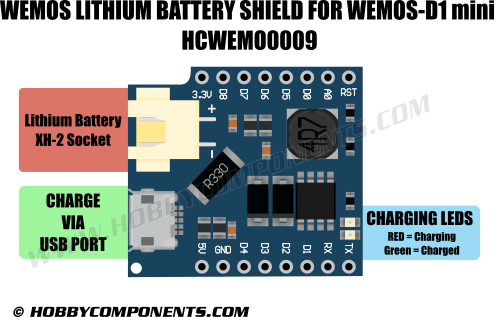 WEMOS LITHIUM BATTERY SHIELD FOR WEMOS-D1 mini
HCWEM00009
3.3V D8 D7 D6 D5 D0 A0 RST
Lithium Battery
XH-2 Socket
+
-
4R7
R330
CHARGE
VIA
USB PORT
CHARGING LEDS
RED = Charging
Green = Charged
5V GND D4 D3 D2 D1 RX TX
WWW.HOBBYCOMPONENTS.COM
© HOBBYCOMPONENTS.COM